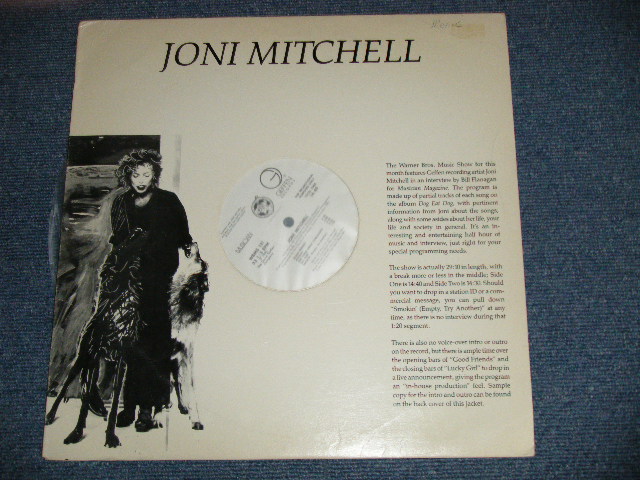 JONI MITCHELL
The Warner Bros. Music Show for this
month features Geffen recording artist Joni
Mitchell in an interview by Bill Flanagan
for Musician Magazine. The program is
made up of partial tracks of each song on
the album Dog Eat Dog, with pertinent
information from Joni about the songs,
along with some asides about her life, your
life and society in general. It's an in-
teresting and entertaining half hour of
music and interview, just right for your
special programming needs.
The show is actually 29:10 in length, with
a break more or less in the middle; Side
One is 14:40 and Side Two is 14:30. Should
you want to drop in a station ID or a com-
mercial message, you can pull down
"Smokin' (Empty, Try Another)" at any
time, as there is no interview during that
1:20 segment.
There is also no voice-over intro or outro
on the record, but there is ample time over
the opening bars of "Good Friends" and
the closing bars of "Lucky Girl" to drop in
a live announcement, giving the program
an "in-house production" feel. Sample
copy for the intro and outro can be found
on the back cover of this jacket.